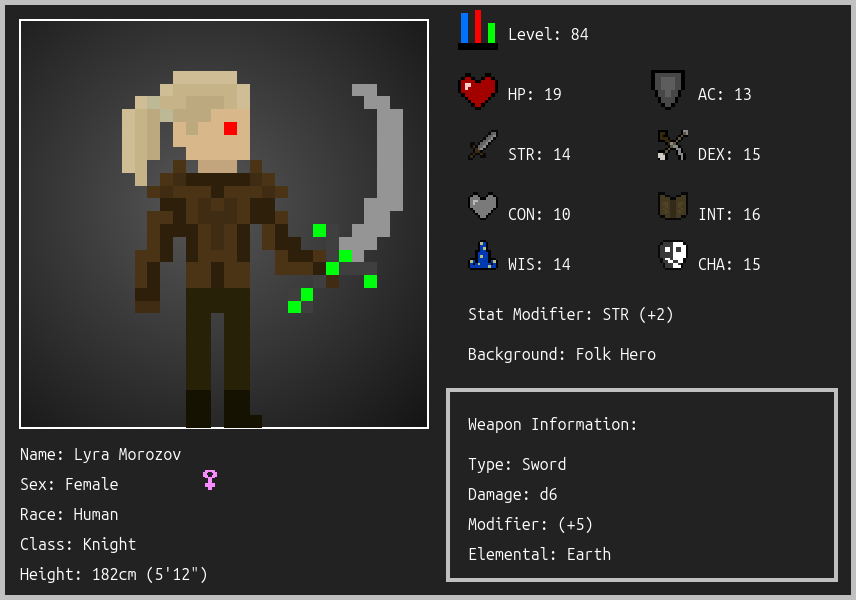 Level: 84
HP: 19
AC: 13
STR: 14
DEX: 15
CON: 10
INT: 16
WIS: 14
CHA: 15
Stat Modifier: STR (+2)
Background: Folk Hero
Weapon Information:
Type: Sword
Damage: d6
Modifier: (+5)
Elemental: Earth
Name: Lyra Morozov
Sex: Female
Race: Human
Class: Knight
Height: 182cm (5'12")